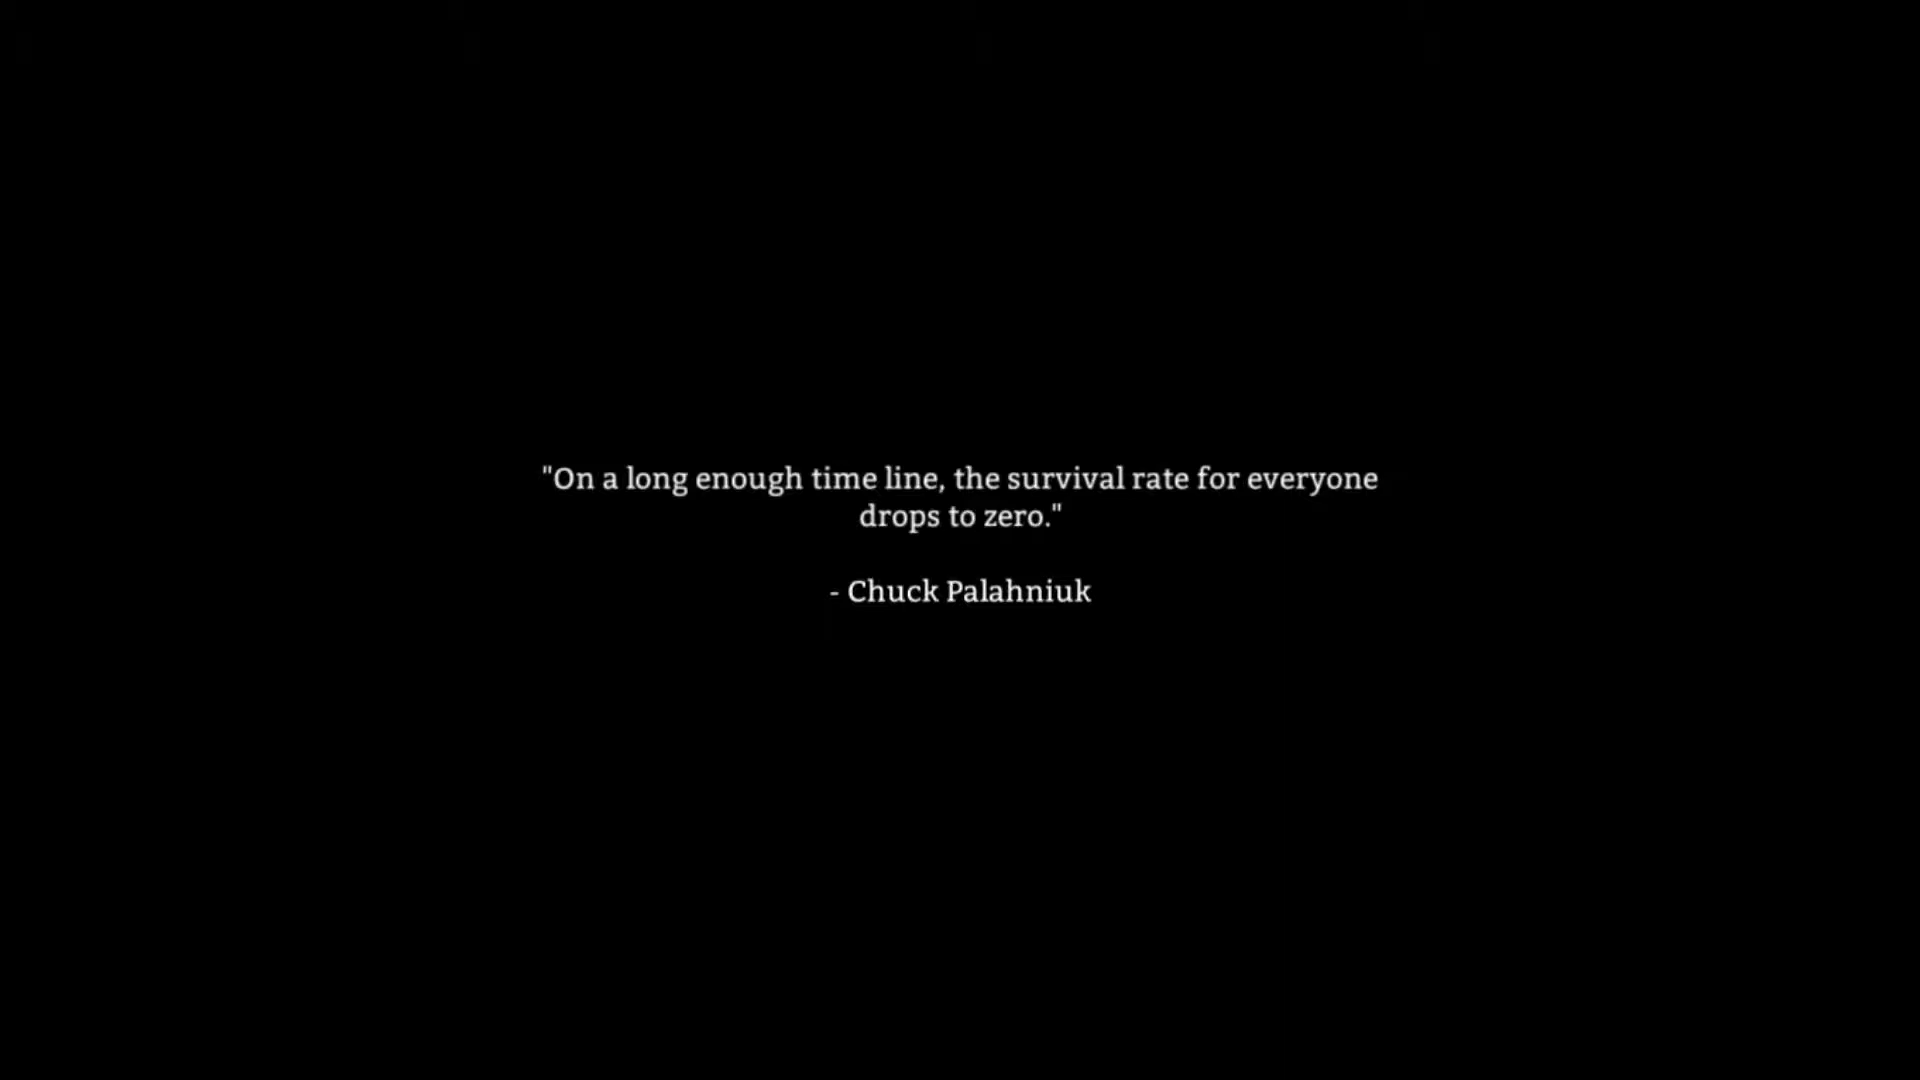 "On a long enough time line, the survival rate for everyone
drops to zero."
- Chuck Palahniuk